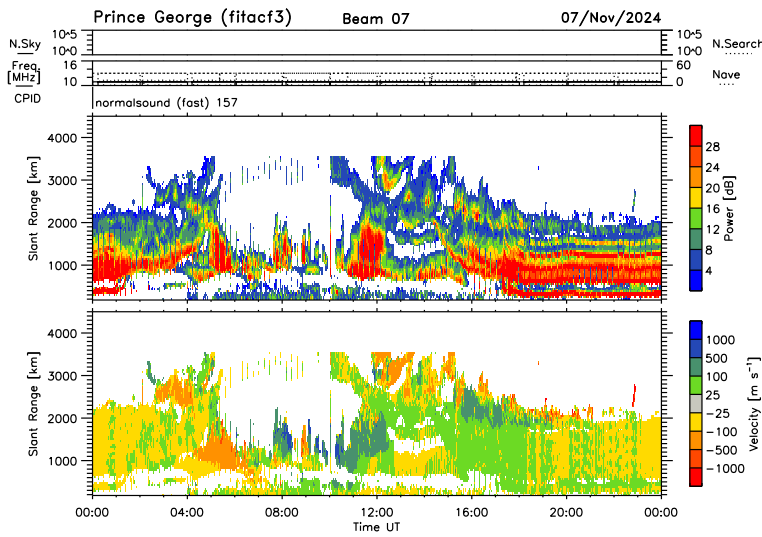 Prince George (fitacf3) Beam 07 07/Nov/2024
N.Sky 10^5 10^0 10^5 10^0 N.Search
Freq. [MHz] 16 10 60 0 Nave
CPID normalsound (fast) 157
Slant Range [km] 4000 3000 2000 1000
Power [dB] 28 24 20 16 12 8 4
Slant Range [km] 4000 3000 2000 1000
Velocity [m s⁻¹] 1000 500 100 25 −25 −100 −500 −1000
00:00 04:00 08:00 12:00 16:00 20:00 00:00
Time UT